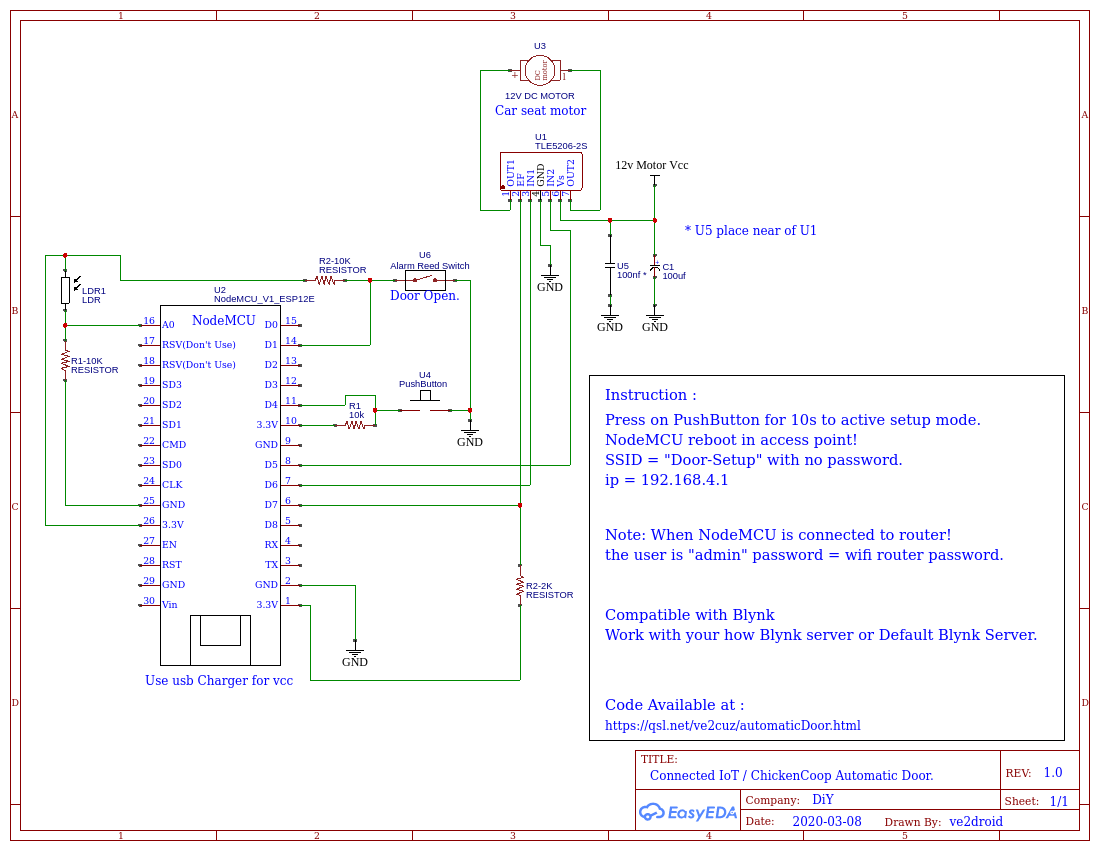 1 2 3 4 5
A A
B B
C C
D D
U3
DC motor
+ 1
12V DC MOTOR
Car seat motor
U1
TLE5206-2S
OUT1 EF IN1 GND IN2 Vs OUT2
1 2 3 4 5 6 7
12v Motor Vcc
* U5 place near of U1
U5
100nf *
+
C1
100uf
GND
GND
GND
R2-10K
RESISTOR
U6
Alarm Reed Switch
Door Open.
LDR1
LDR
R1-10K
RESISTOR
U2
NodeMCU_V1_ESP12E
NodeMCU
16 A0 D0 15
17 RSV(Don't Use) D1 14
18 RSV(Don't Use) D2 13
19 SD3 D3 12
20 SD2 D4 11
21 SD1 3.3V 10
22 CMD GND 9
23 SD0 D5 8
24 CLK D6 7
25 GND D7 6
26 3.3V D8 5
27 EN RX 4
28 RST TX 3
29 GND GND 2
30 Vin 3.3V 1
U4
PushButton
R1
10k
GND
R2-2K
RESISTOR
GND
Use usb Charger for vcc
Instruction :
Press on PushButton for 10s to active setup mode.
NodeMCU reboot in access point!
SSID = "Door-Setup" with no password.
ip = 192.168.4.1
Note: When NodeMCU is connected to router!
the user is "admin" password = wifi router password.
Compatible with Blynk
Work with your how Blynk server or Default Blynk Server.
Code Available at :
https://qsl.net/ve2cuz/automaticDoor.html
TITLE:
Connected IoT / ChickenCoop Automatic Door.
REV: 1.0
EasyEDA
Company: DiY
Sheet: 1/1
Date: 2020-03-08 Drawn By: ve2droid
1 2 3 4 5